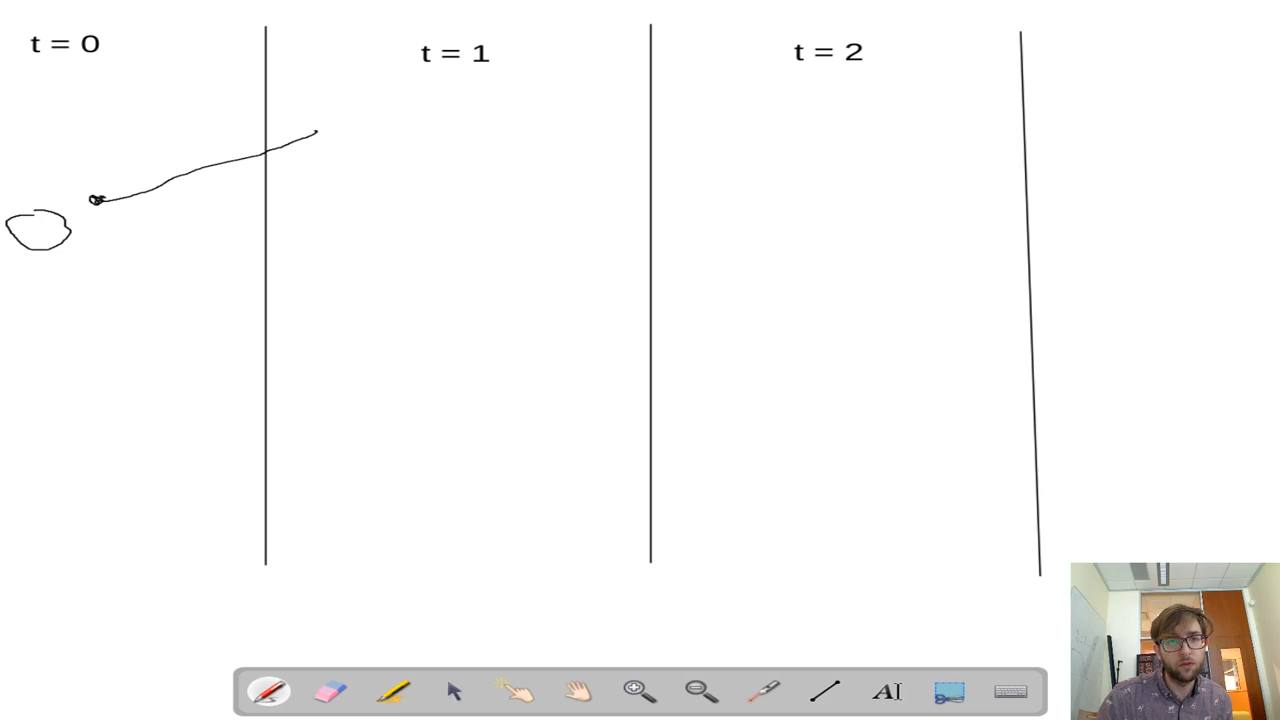 t = 0
t = 1
t = 2